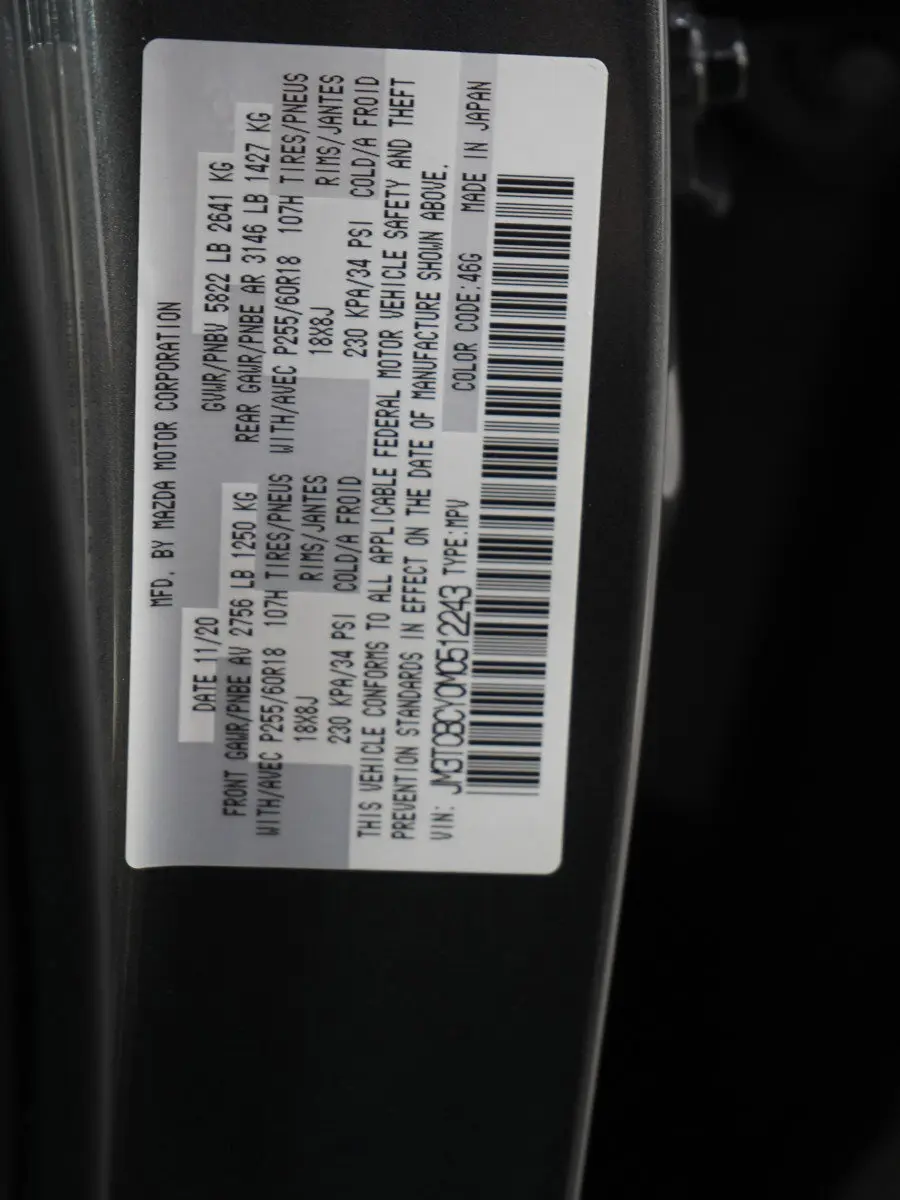 MFD. BY MAZDA MOTOR CORPORATION
DATE 11/20 GVWR/PNBV 5822 LB 2641 KG
FRONT GAWR/PNBE AV 2756 LB 1250 KG REAR GAWR/PNBE AR 3146 LB 1427 KG
WITH/AVEC P255/60R18 107H TIRES/PNEUS WITH/AVEC P255/60R18 107H TIRES/PNEUS
18X8J RIMS/JANTES 18X8J RIMS/JANTES
230 KPA/34 PSI COLD/A FROID 230 KPA/34 PSI COLD/A FROID
THIS VEHICLE CONFORMS TO ALL APPLICABLE FEDERAL MOTOR VEHICLE SAFETY AND THEFT
PREVENTION STANDARDS IN EFFECT ON THE DATE OF MANUFACTURE SHOWN ABOVE.
VIN: JM3TCBCY0M0512243 TYPE:MPV COLOR CODE:46G MADE IN JAPAN